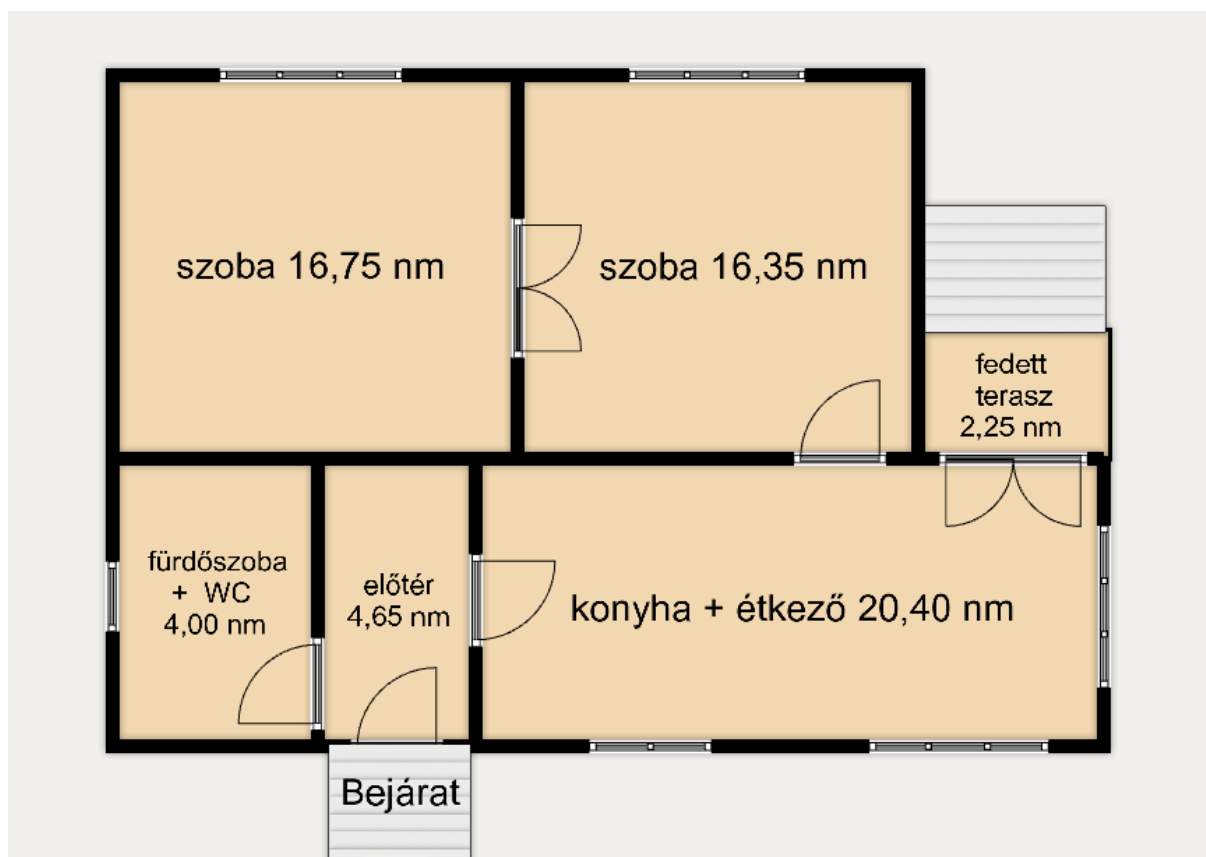 szoba 16,75 nm
szoba 16,35 nm
fedett
terasz
2,25 nm
fürdőszoba
+ WC
4,00 nm
előtér
4,65 nm
konyha + étkező 20,40 nm
Bejárat